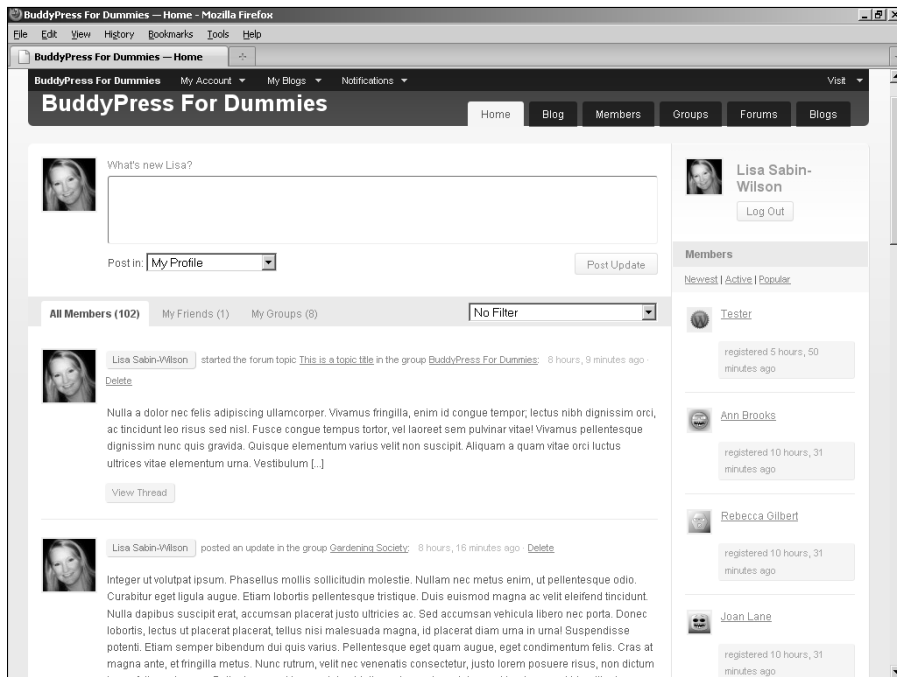 BuddyPress For Dummies — Home - Mozilla Firefox
File Edit View History Bookmarks Tools Help
BuddyPress For Dummies — Home
BuddyPress For Dummies My Account My Blogs Notifications Visit
BuddyPress For Dummies
Home Blog Members Groups Forums Blogs
What's new Lisa?
Post in: My Profile
Post Update
All Members (102) My Friends (1) My Groups (8) No Filter
Lisa Sabin-Wilson started the forum topic This is a topic title in the group BuddyPress For Dummies: 8 hours, 9 minutes ago ·
Delete
Nulla a dolor nec felis adipiscing ullamcorper. Vivamus fringilla, enim id congue tempor, lectus nibh dignissim orci,
ac tincidunt leo risus sed nisl. Fusce congue tempus tortor, vel laoreet sem pulvinar vitae! Vivamus pellentesque
dignissim nunc quis gravida. Quisque elementum varius velit non suscipit. Aliquam a quam vitae orci luctus
ultrices vitae elementum urna. Vestibulum [...]
View Thread
Lisa Sabin-Wilson posted an update in the group Gardening Society: 8 hours, 16 minutes ago · Delete
Integer ut volutpat ipsum. Phasellus mollis sollicitudin molestie. Nullam nec metus enim, ut pellentesque odio.
Curabitur eget ligula augue. Etiam lobortis pellentesque tristique. Duis euismod magna ac velit eleifend tincidunt.
Nulla dapibus suscipit erat, accumsan placerat justo ultricies ac. Sed accumsan vehicula libero nec porta. Donec
lobortis, lectus ut placerat placerat, tellus nisi malesuada magna, id placerat diam urna in urna! Suspendisse
potenti. Etiam semper bibendum dui quis varius. Pellentesque eget quam augue, eget condimentum felis. Cras at
magna ante, et fringilla metus. Nunc rutrum, velit nec venenatis consectetur, justo lorem posuere risus, non dictum
Lisa Sabin-
Wilson
Log Out
Members
Newest | Active | Popular
Tester
registered 5 hours, 50
minutes ago
Ann Brooks
registered 10 hours, 31
minutes ago
Rebecca Gilbert
registered 10 hours, 31
minutes ago
Joan Lane
registered 10 hours, 31
minutes ago